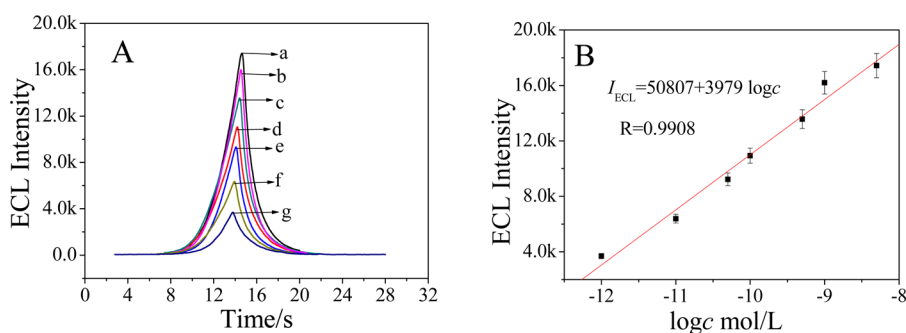 A
20.0k
16.0k
12.0k
8.0k
4.0k
0.0
ECL Intensity
a
b
c
d
e
f
g
0 4 8 12 16 20 24 28 32
Time/s
B
20.0k
16.0k
12.0k
8.0k
4.0k
ECL Intensity
I_ECL=50807+3979 logc
R=0.9908
-12 -11 -10 -9 -8
logc mol/L